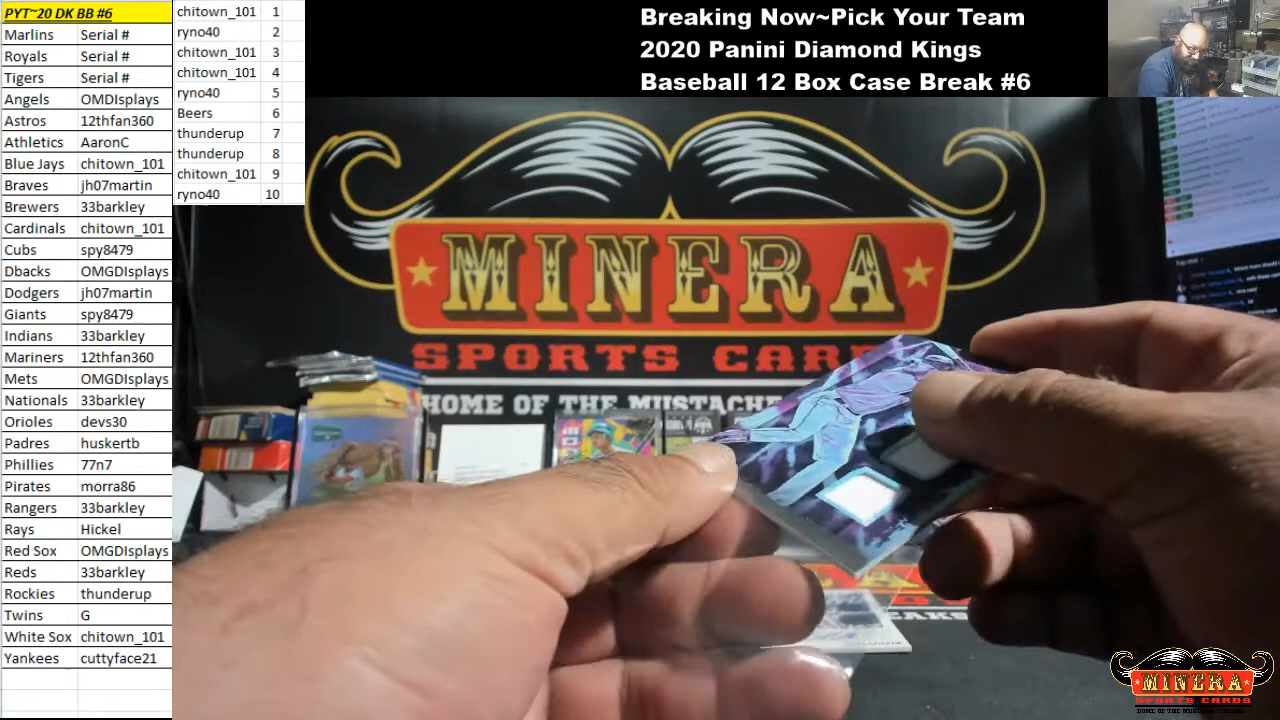 PYT~20 DK BB #6
Marlins Serial #
Royals Serial #
Tigers Serial #
Angels OMDIsplays
Astros 12thfan360
Athletics AaronC
Blue Jays chitown_101
Braves jh07martin
Brewers 33barkley
Cardinals chitown_101
Cubs spy8479
Dbacks OMGDIsplays
Dodgers jh07martin
Giants spy8479
Indians 33barkley
Mariners 12thfan360
Mets OMGDIsplays
Nationals 33barkley
Orioles devs30
Padres huskertb
Phillies 77n7
Pirates morra86
Rangers 33barkley
Rays Hickel
Red Sox OMGDIsplays
Reds 33barkley
Rockies thunderup
Twins G
White Sox chitown_101
Yankees cuttyface21
chitown_101 1
ryno40 2
chitown_101 3
chitown_101 4
ryno40 5
Beers 6
thunderup 7
thunderup 8
chitown_101 9
ryno40 10
Breaking Now~Pick Your Team
2020 Panini Diamond Kings
Baseball 12 Box Case Break #6
MINERA
SPORTS CARDS
HOME OF THE MUSTACHE
MINERA
SPORTS CARDS